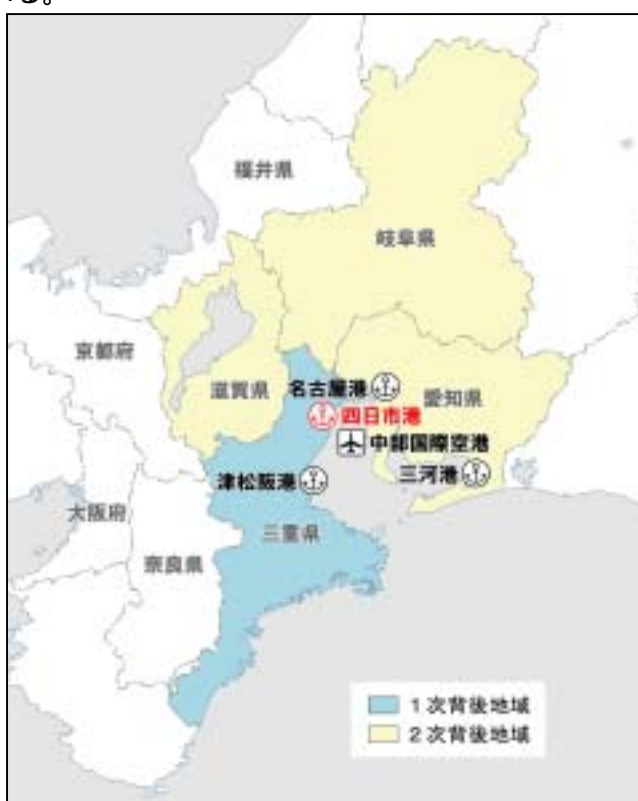 る。
福井県
岐阜県
京都府
滋賀県
名古屋港
愛知県
四日市港
中部国際空港
三河港
津松阪港
大阪府
三重県
奈良県
1次背後地域
2次背後地域